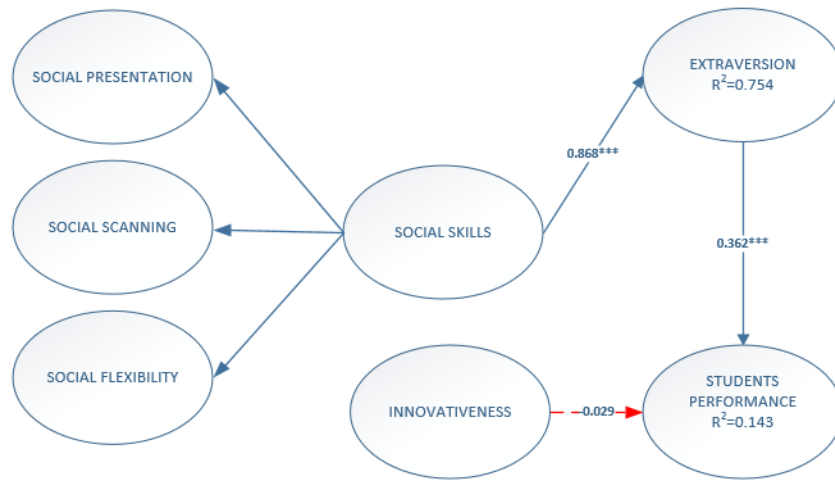 SOCIAL PRESENTATION
EXTRAVERSION
R²=0.754
0.868***
SOCIAL SCANNING
SOCIAL SKILLS
0.362***
SOCIAL FLEXIBILITY
INNOVATIVENESS
-0.029
STUDENTS
PERFORMANCE
R²=0.143